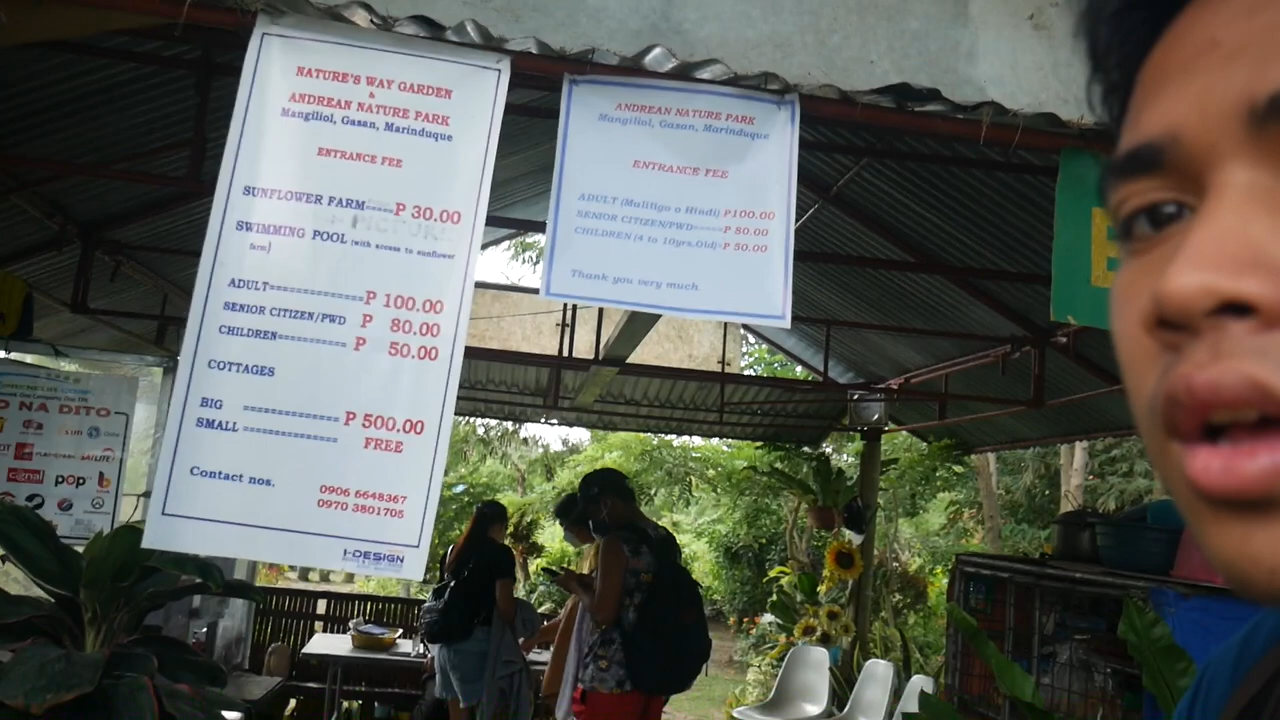 NATURE'S WAY GARDEN
&
ANDREAN NATURE PARK
Mangiliol, Gasan, Marinduque
ENTRANCE FEE
SUNFLOWER FARM=====P 30.00
SWIMMING POOL (with access to sunflower
farm)
ADULT=============P 100.00
SENIOR CITIZEN/PWD P 80.00
CHILDREN========== P 50.00
COTTAGES
BIG ============= P 500.00
SMALL ============= FREE
Contact nos.
0906 6648367
0970 3801705
I-DESIGN
ANDREAN NATURE PARK
Mangiliol, Gasan, Marinduque
ENTRANCE FEE
ADULT (Maliligo o Hindi) P100.00
SENIOR CITIZEN/PWD=====P 80.00
CHILDREN (4 to 10yrs.Old)=P 50.00
Thank you very much.
NA DITO
Globe
SATLITE
cignal
pop